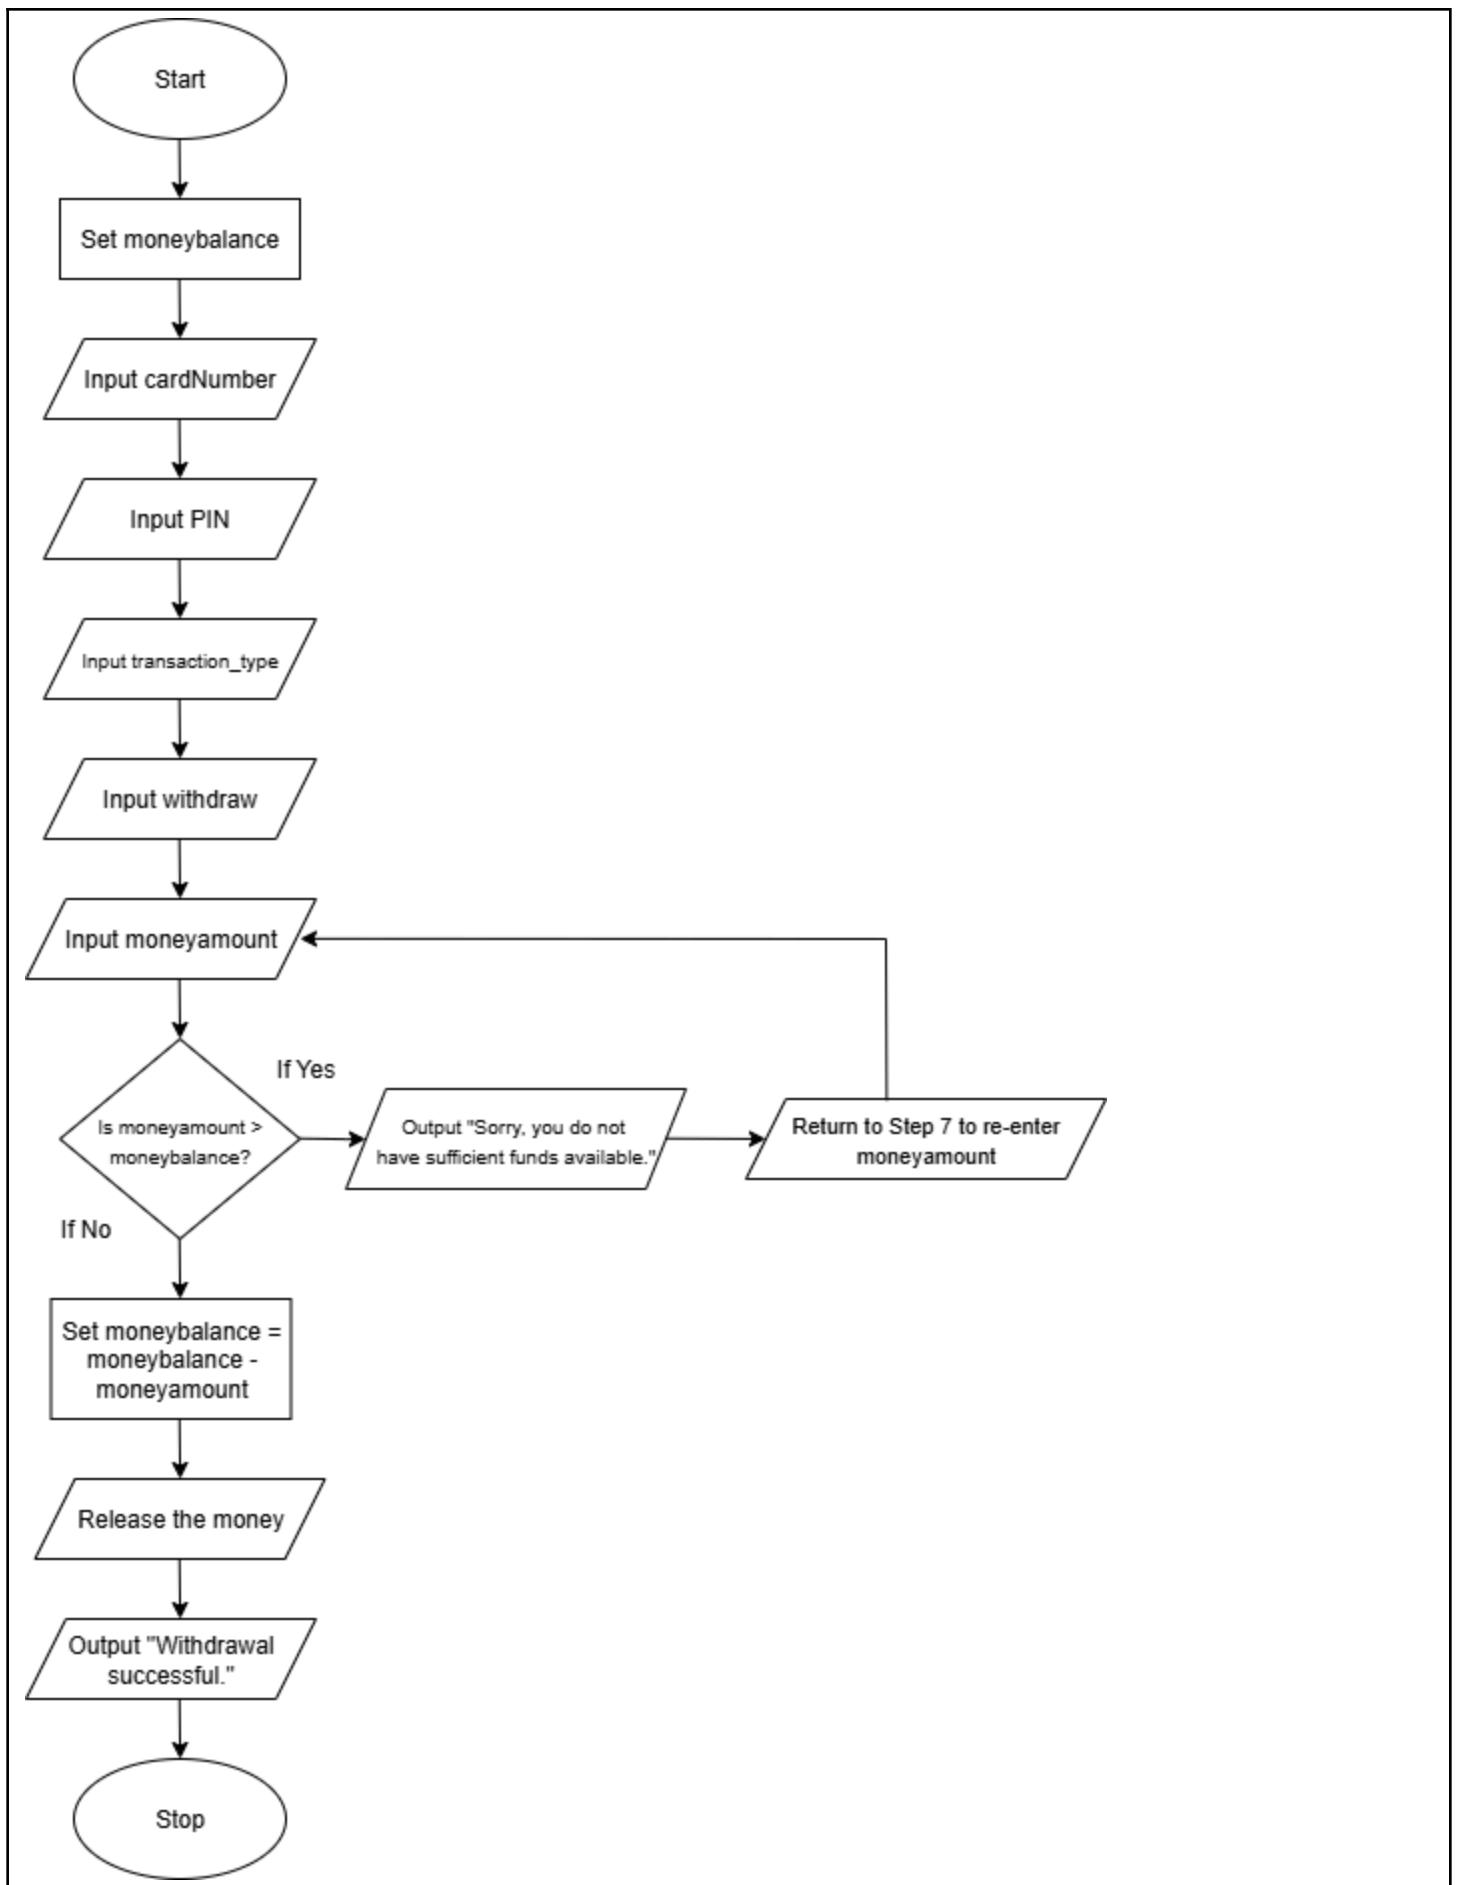 Start
Set moneybalance
Input cardNumber
Input PIN
Input transaction_type
Input withdraw
Input moneyamount
If Yes
Is moneyamount >
moneybalance?
Output "Sorry, you do not
have sufficient funds available."
Return to Step 7 to re-enter
moneyamount
If No
Set moneybalance =
moneybalance -
moneyamount
Release the money
Output "Withdrawal
successful."
Stop